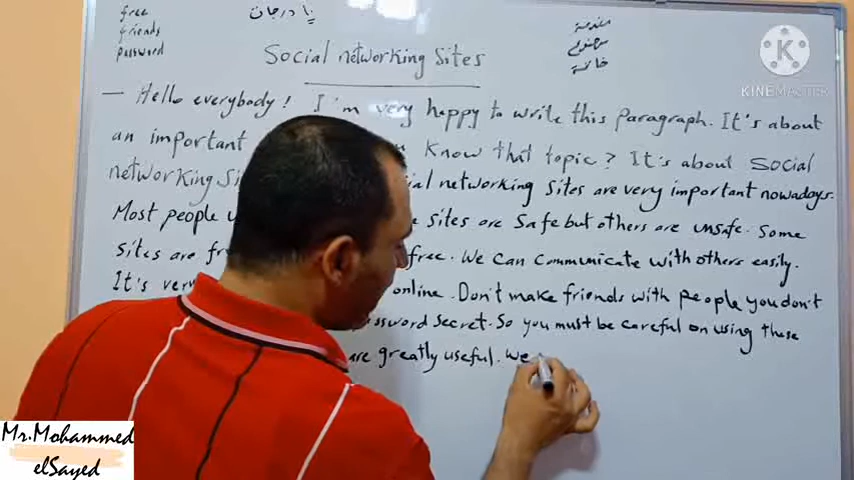 free
friends
password
يا درجات
مقدمة
موضوع
خاتمة
KINEMASTER
Social networking Sites
— Hello everybody! I'm very happy to write this paragraph. It's about
an important know that topic? It's about Social
networking networking sites are very important nowadays.
Most people sites are safe but others are unsafe. Some
sites are free. We can communicate with others easily.
It's online. Don't make friends with people you don't
password secret. So you must be careful on using these
are greatly useful. We
Mr.Mohammed
elSayed